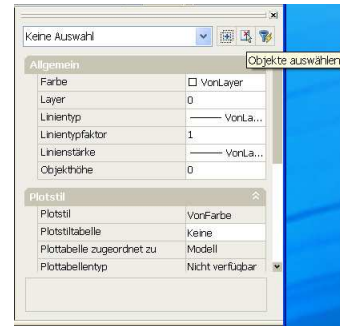 Keine Auswahl
Objekte auswählen
Allgemein
Farbe VonLayer
Layer 0
Linientyp VonLa...
Linientypfaktor 1
Linienstärke VonLa...
Objekthöhe 0
Plotstil
Plotstil VonFarbe
Plotstiltabelle Keine
Plottabelle zugeordnet zu Modell
Plottabellentyp Nicht verfügbar